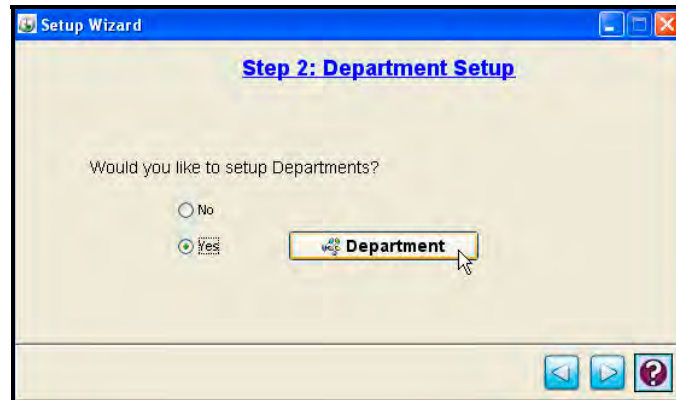 Setup Wizard
Step 2: Department Setup
Would you like to setup Departments?
No
Yes
Department
?